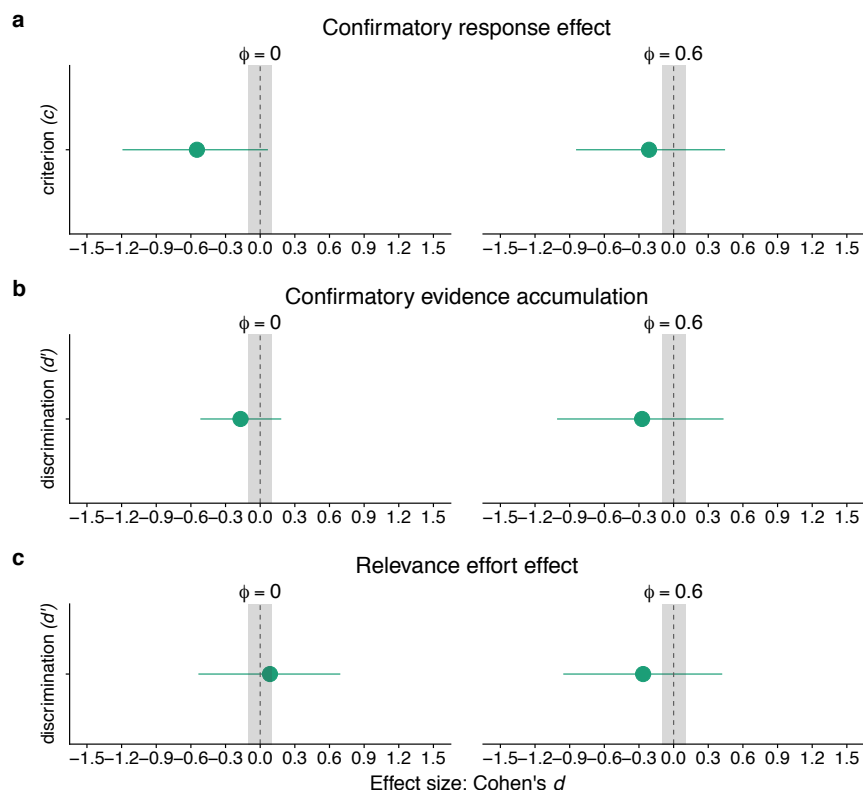 a
Confirmatory response effect
ϕ = 0
ϕ = 0.6
criterion (c)
−1.5 −1.2 −0.9 −0.6 −0.3 0.0 0.3 0.6 0.9 1.2 1.5
−1.5 −1.2 −0.9 −0.6 −0.3 0.0 0.3 0.6 0.9 1.2 1.5
b
Confirmatory evidence accumulation
ϕ = 0
ϕ = 0.6
discrimination (d')
−1.5 −1.2 −0.9 −0.6 −0.3 0.0 0.3 0.6 0.9 1.2 1.5
−1.5 −1.2 −0.9 −0.6 −0.3 0.0 0.3 0.6 0.9 1.2 1.5
c
Relevance effort effect
ϕ = 0
ϕ = 0.6
discrimination (d')
−1.5 −1.2 −0.9 −0.6 −0.3 0.0 0.3 0.6 0.9 1.2 1.5
−1.5 −1.2 −0.9 −0.6 −0.3 0.0 0.3 0.6 0.9 1.2 1.5
Effect size: Cohen's d